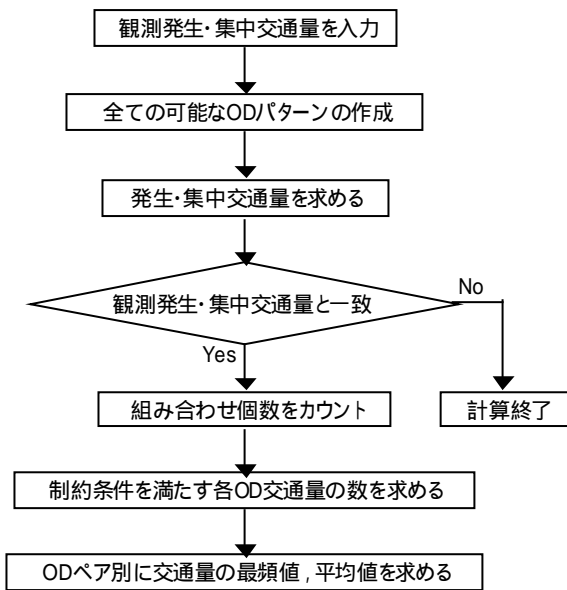 観測発生・集中交通量を入力
全ての可能なODパターンの作成
発生・集中交通量を求める
観測発生・集中交通量と一致
No
Yes
組み合わせ個数をカウント
計算終了
制約条件を満たす各OD交通量の数を求める
ODペア別に交通量の最頻値,平均値を求める